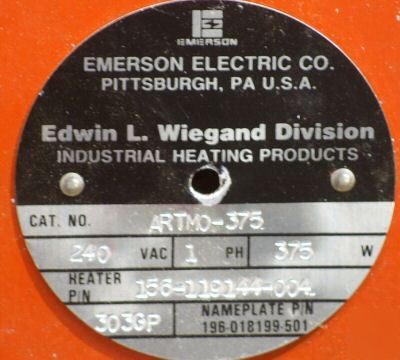 EMERSON
EMERSON ELECTRIC CO.
PITTSBURGH, PA U.S.A.
Edwin L. Wiegand Division
INDUSTRIAL HEATING PRODUCTS
CAT. NO. ARTMO-375
240 VAC 1 PH 375 W
HEATER P/N 156-119144-004
303GP NAMEPLATE P/N
196-018199-501